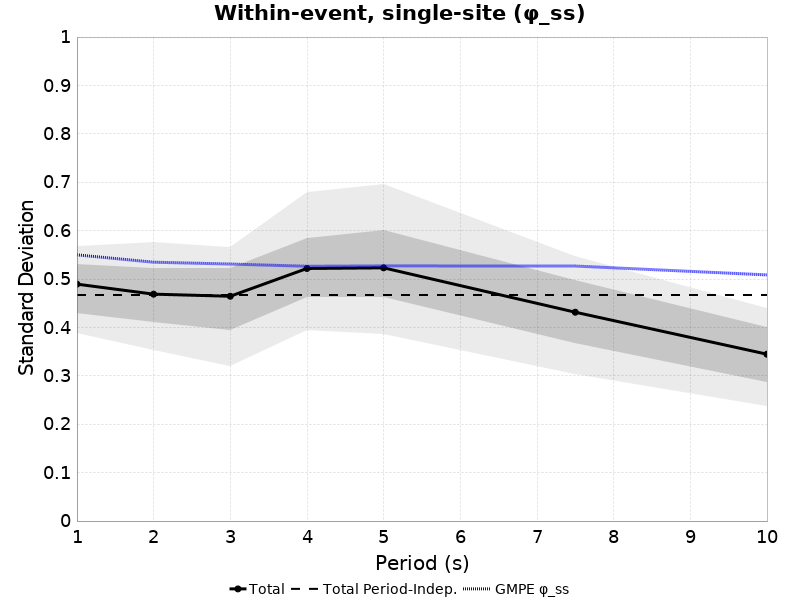 Within-event, single-site (φ_ss)
1
0.9
0.8
0.7
0.6
0.5
0.4
0.3
0.2
0.1
0
Standard Deviation
1 2 3 4 5 6 7 8 9 10
Period (s)
Total Total Period-Indep. GMPE φ_ss